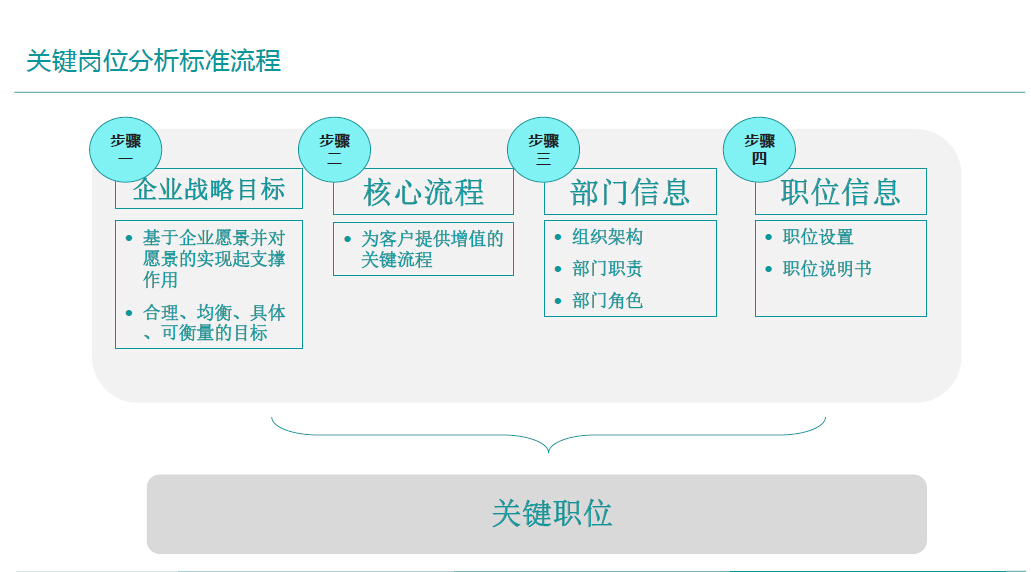 关键岗位分析标准流程
步骤
一
企业战略目标
• 基于企业愿景并对
愿景的实现起支撑
作用
• 合理、均衡、具体
、可衡量的目标
步骤
二
核心流程
• 为客户提供增值的
关键流程
步骤
三
部门信息
• 组织架构
• 部门职责
• 部门角色
步骤
四
职位信息
• 职位设置
• 职位说明书
关键职位